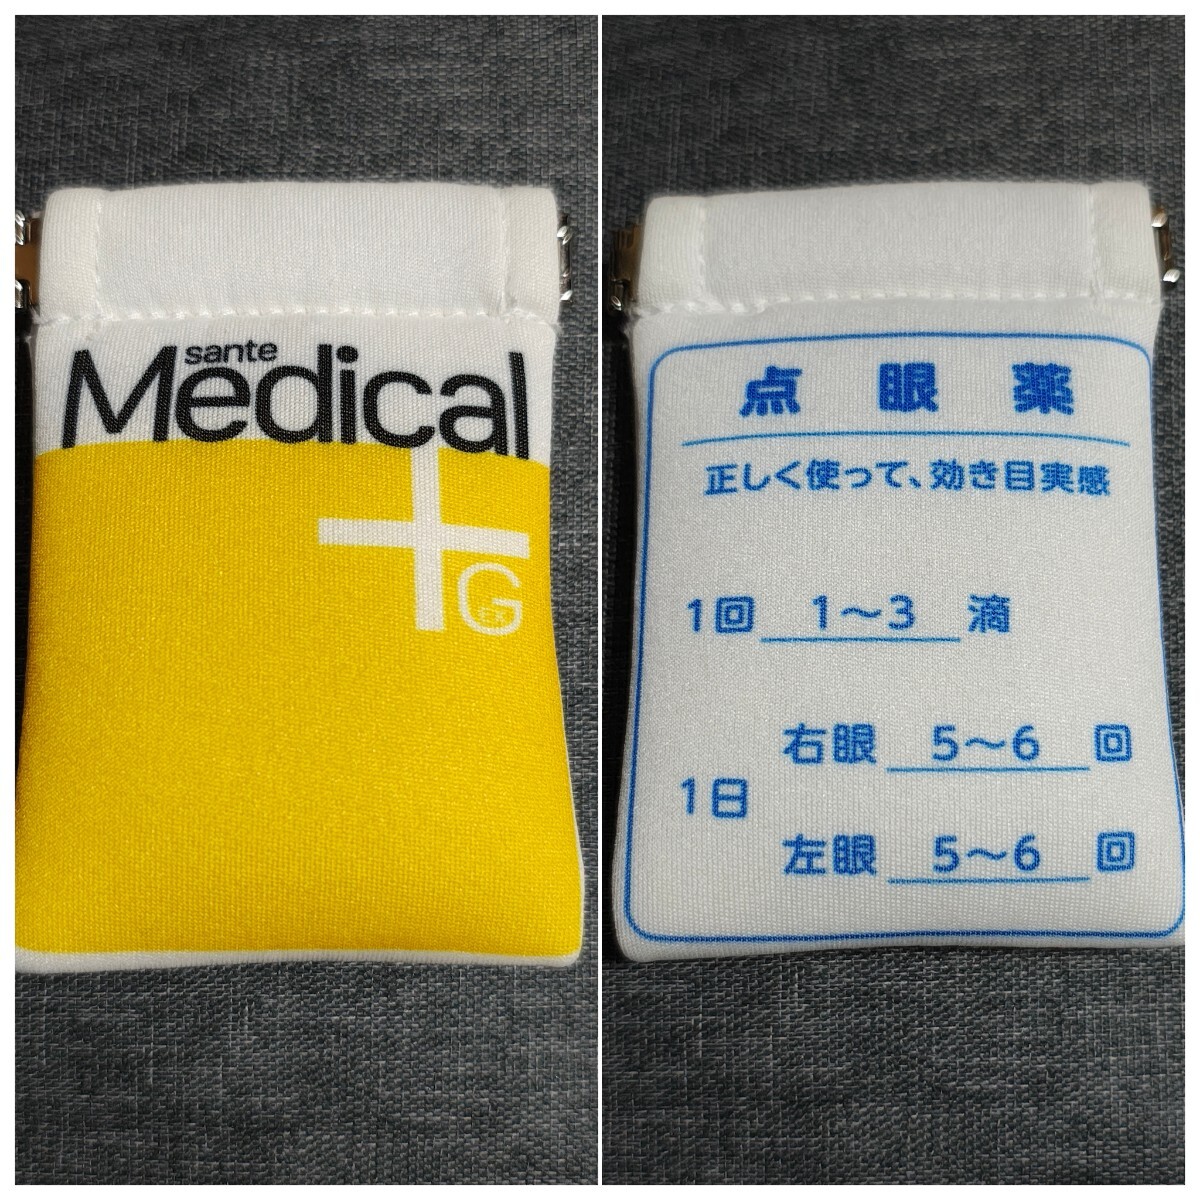 sante
Medical
+G
点眼薬
正しく使って、効き目実感
1回 1〜3 滴
1日
右眼 5〜6 回
左眼 5〜6 回